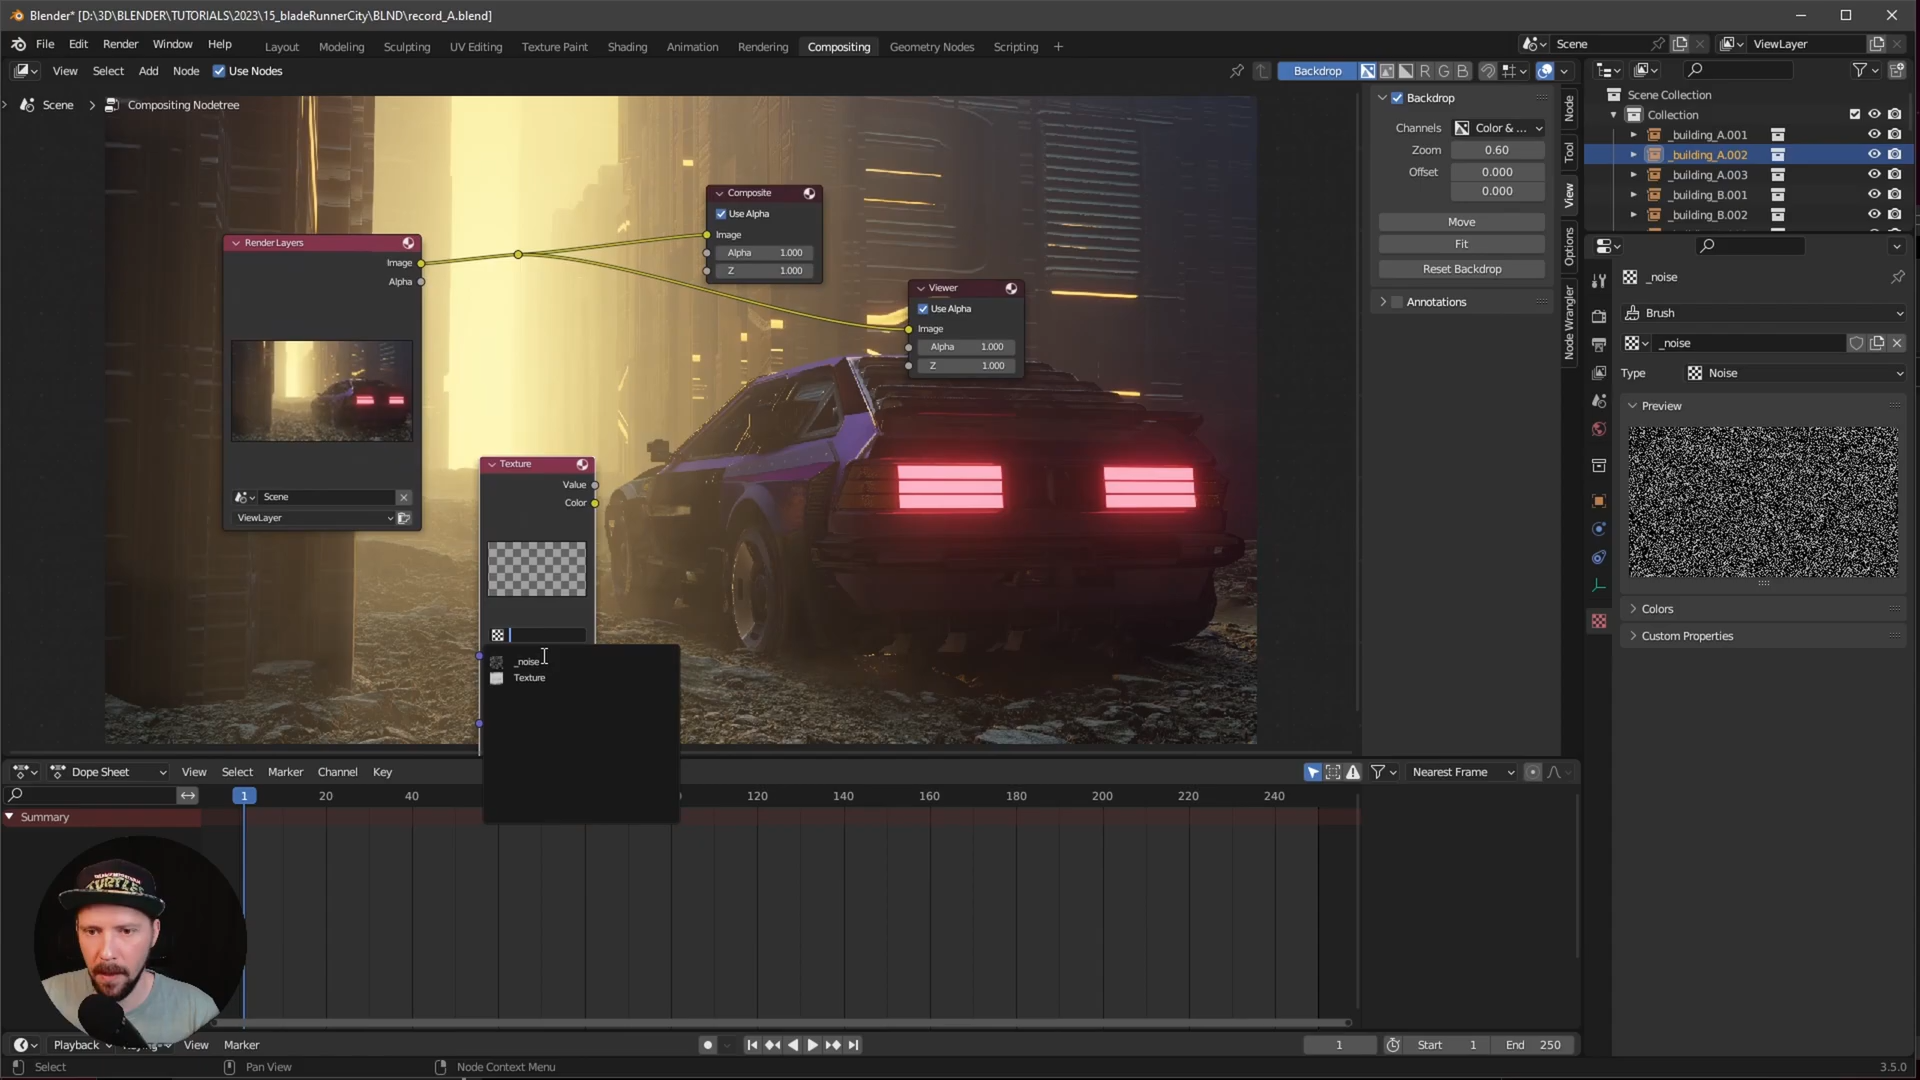 Blender* [D:\3D\BLENDER\TUTORIALS\2023\15_bladeRunnerCity\BLND\record_A.blend]
File Edit Render Window Help Layout Modeling Sculpting UV Editing Texture Paint Shading Animation Rendering Compositing Geometry Nodes Scripting + Scene ViewLayer
View Select Add Node Use Nodes Backdrop R G B
Scene > Compositing Nodetree
Backdrop
Channels Color & ...
Zoom 0.60
Offset 0.000
0.000
Move
Fit
Reset Backdrop
Annotations
Node
Tool
View
Options
Node Wrangler
Scene Collection
Collection
_building_A.001
_building_A.002
_building_A.003
_building_B.001
_building_B.002
_noise
Brush
_noise
Type Noise
Preview
Colors
Custom Properties
Composite
Use Alpha
Image
Alpha 1.000
Z 1.000
Render Layers
Image
Alpha
Scene
ViewLayer
Viewer
Use Alpha
Image
Alpha 1.000
Z 1.000
Texture
Value
Color
_noise
Texture
Dope Sheet View Select Marker Channel Key Nearest Frame
1 20 40 120 140 160 180 200 220 240
Summary
TURTLES
Playback View Marker 1 Start 1 End 250
Select Pan View Node Context Menu 3.5.0